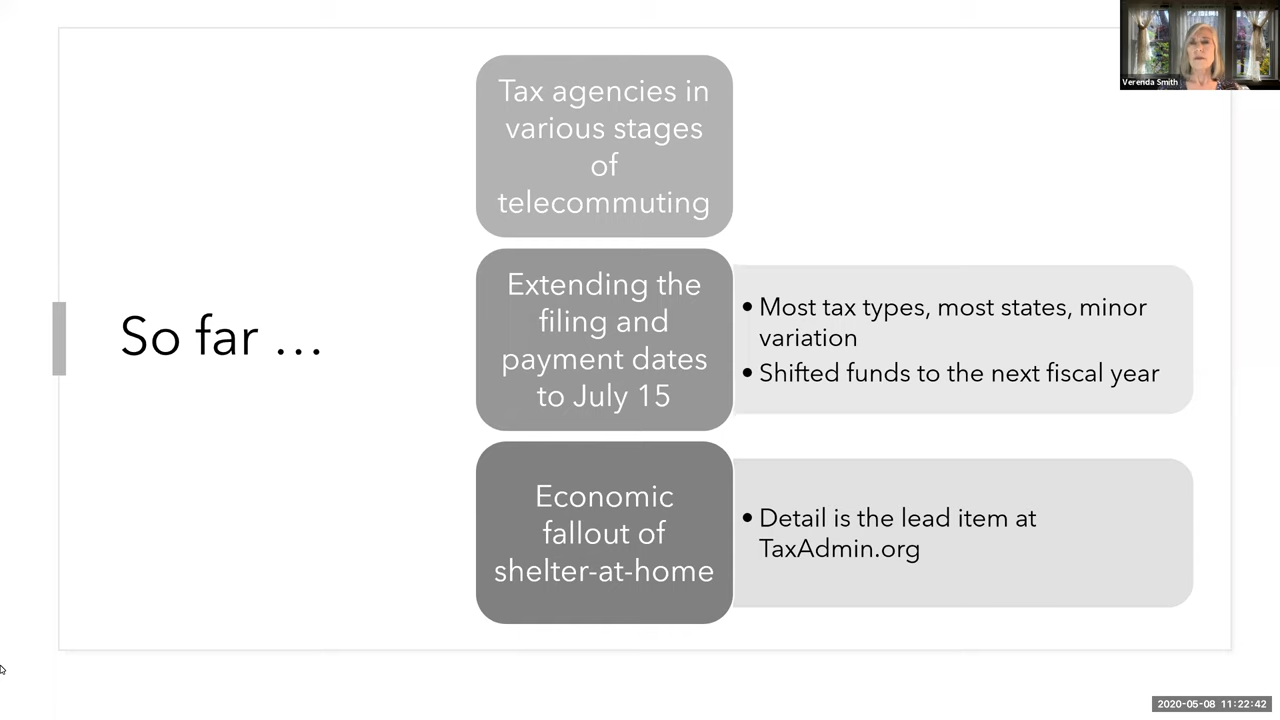 Verenda Smith
Tax agencies in
various stages
of
telecommuting
So far …
Extending the
filing and
payment dates
to July 15
• Most tax types, most states, minor
variation
• Shifted funds to the next fiscal year
Economic
fallout of
shelter-at-home
• Detail is the lead item at
TaxAdmin.org
2020-05-08 11:22:42